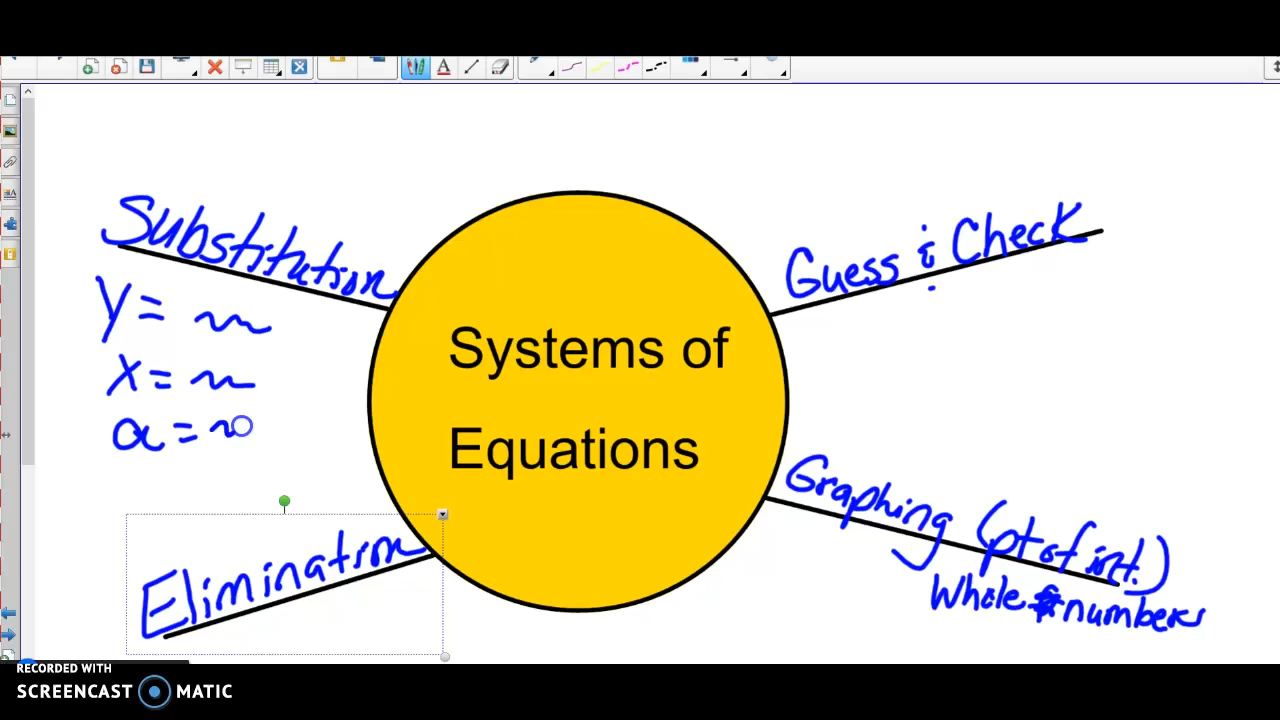 Substitution
Y = ~
X = ~
a = ~
Guess & Check
Systems of
Equations
Elimination
Graphing (pt of int.)
Whole numbers
RECORDED WITH
SCREENCAST MATIC